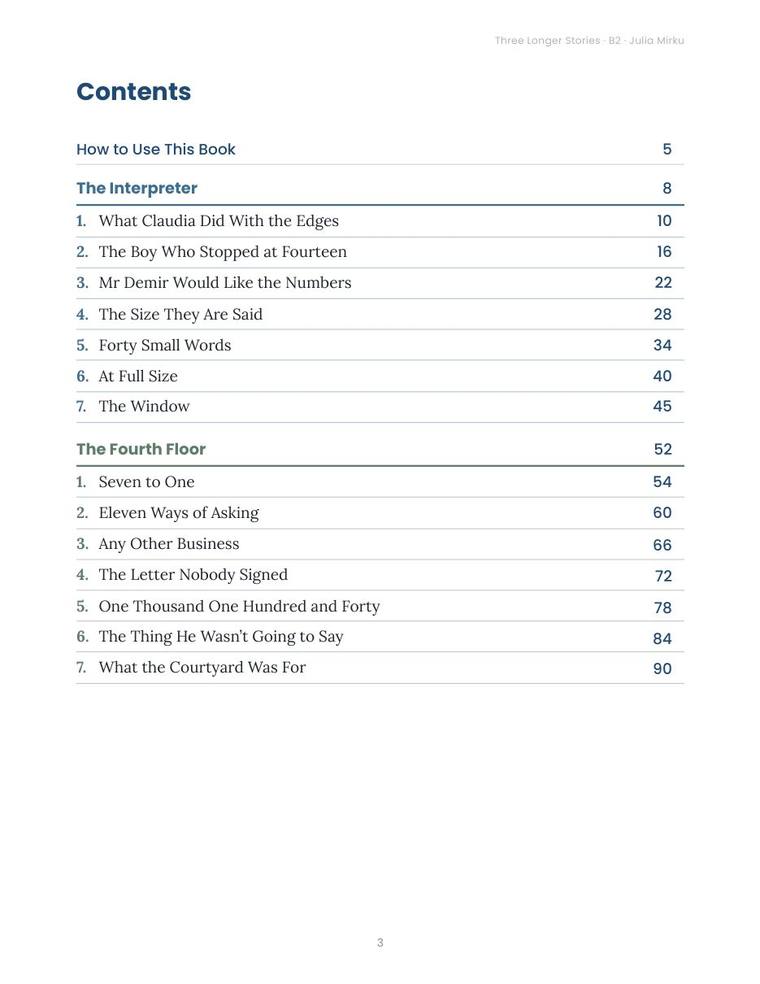 Three Longer Stories · B2 · Julia Mirku
Contents
How to Use This Book 5
The Interpreter 8
1. What Claudia Did With the Edges 10
2. The Boy Who Stopped at Fourteen 16
3. Mr Demir Would Like the Numbers 22
4. The Size They Are Said 28
5. Forty Small Words 34
6. At Full Size 40
7. The Window 45
The Fourth Floor 52
1. Seven to One 54
2. Eleven Ways of Asking 60
3. Any Other Business 66
4. The Letter Nobody Signed 72
5. One Thousand One Hundred and Forty 78
6. The Thing He Wasn’t Going to Say 84
7. What the Courtyard Was For 90
3